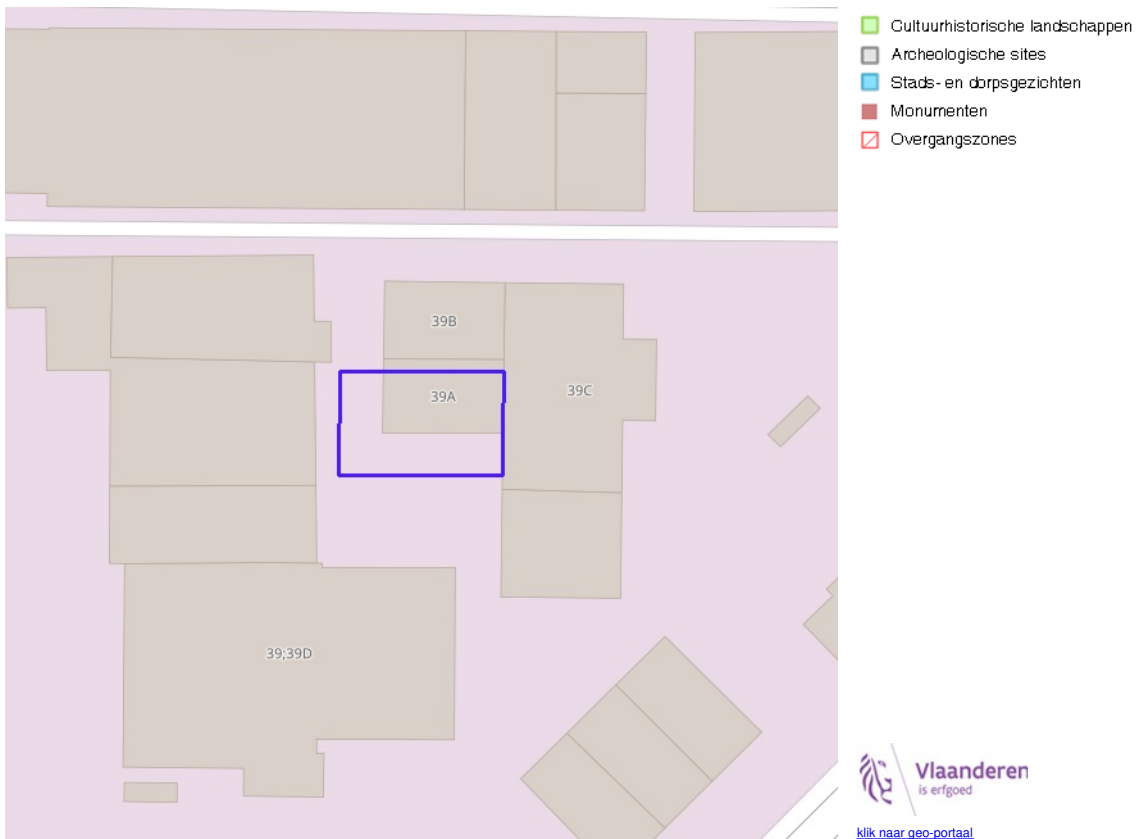 Cultuurhistorische landschappen
Archeologische sites
Stads- en dorpsgezichten
Monumenten
Overgangszones
39B
39A
39C
39;39D
Vlaanderen
is erfgoed
klik naar geo-portaal